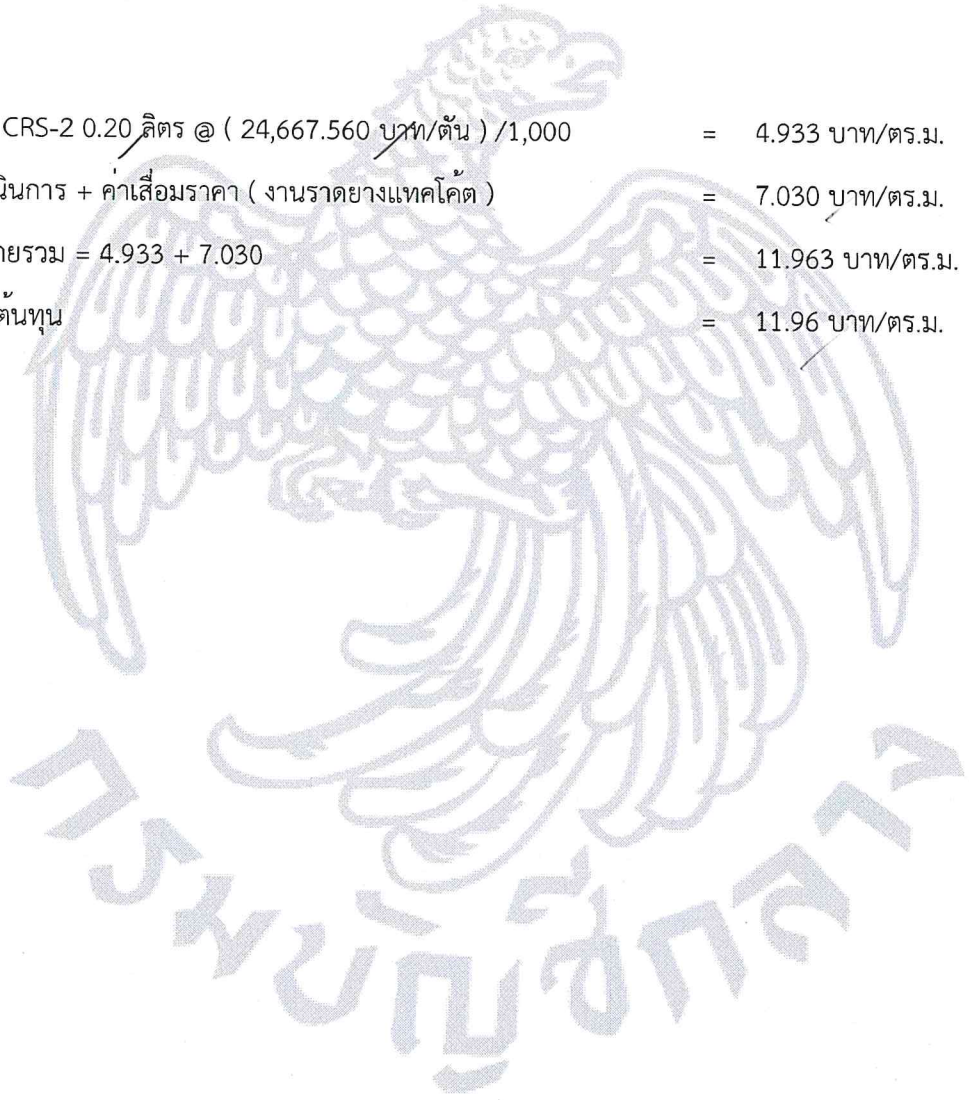 CRS-2 0.20 ลิตร @ ( 24,667.560 บาท/ตัน ) /1,000 = 4.933 บาท/ตร.ม.
นินการ + ค่าเสื่อมราคา ( งานราดยางแทคโค้ต ) = 7.030 บาท/ตร.ม.
ายรวม = 4.933 + 7.030 = 11.963 บาท/ตร.ม.
ต้นทุน = 11.96 บาท/ตร.ม.
กรมบัญชีกลาง